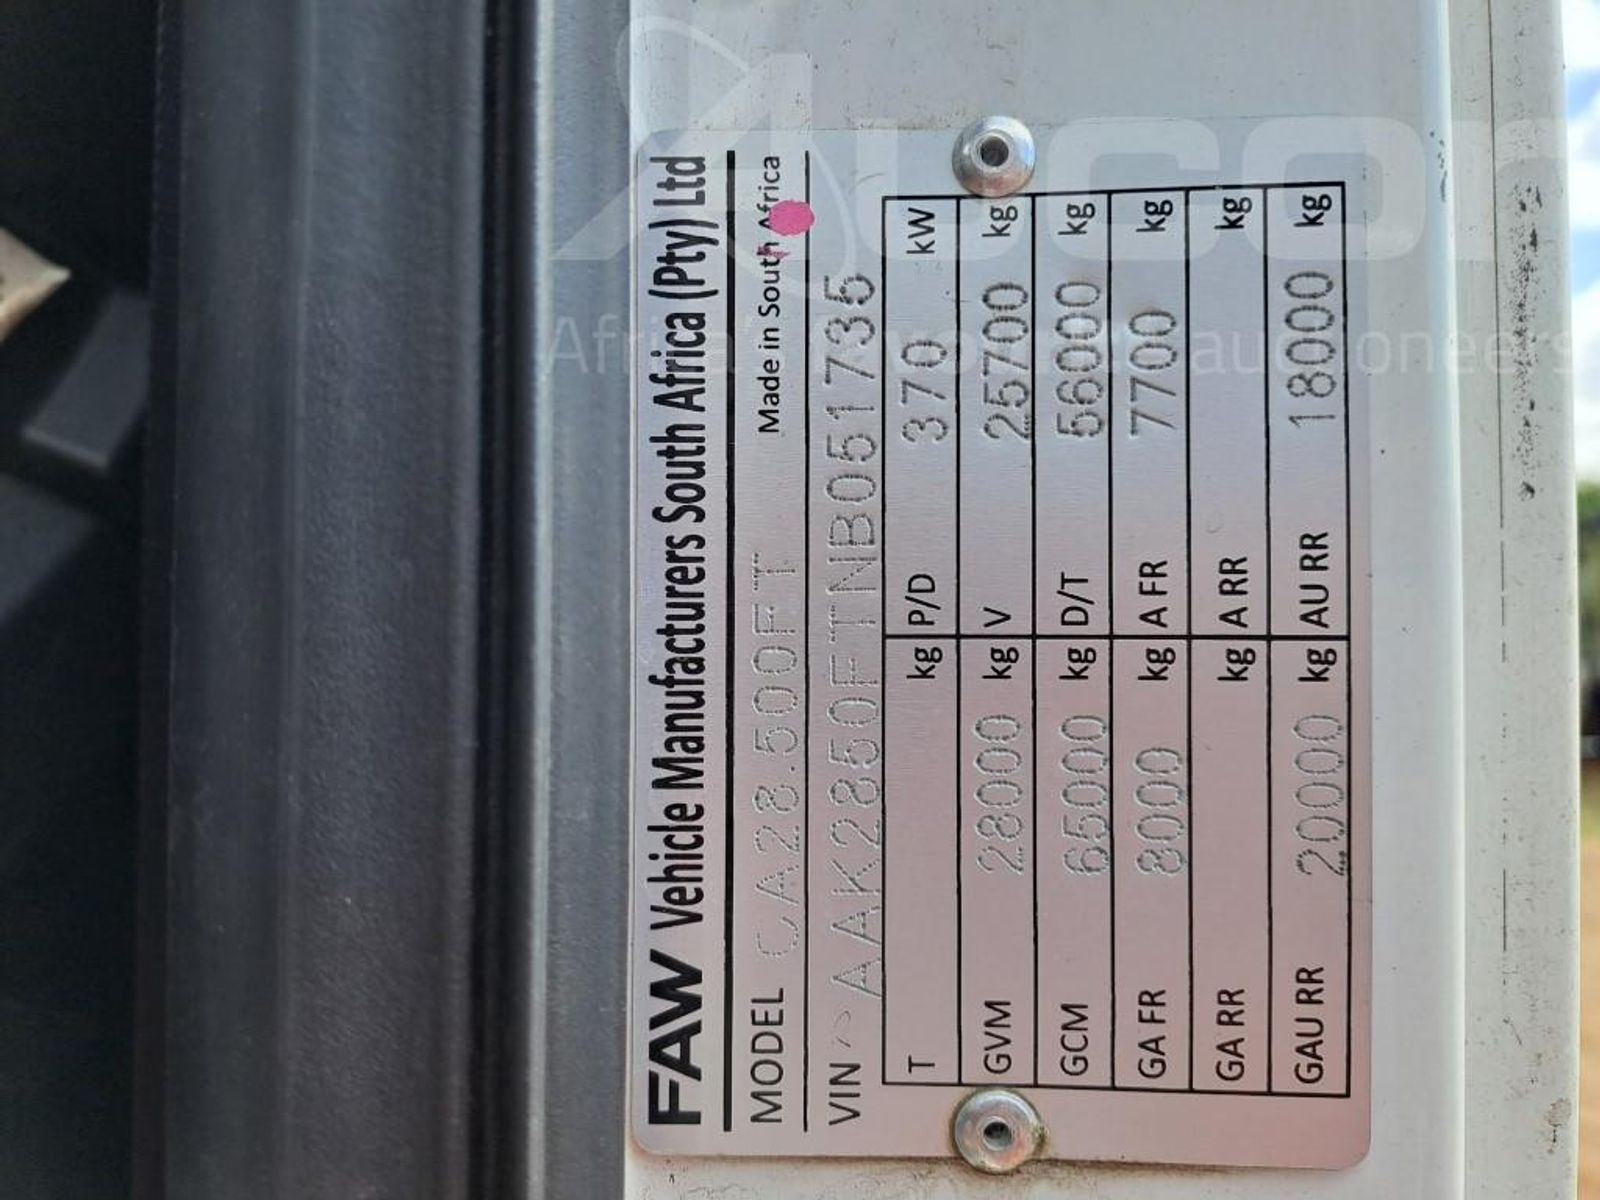 FAW Vehicle Manufacturers South Africa (Pty) Ltd
MODEL CA28.500FT Made in South Africa
VIN AAK2850FTNB051735
T kg P/D 370 kW
GVM 28000 kg V 25700 kg
GCM 65000 kg D/T 56000 kg
GA FR 8000 kg A FR 7700 kg
GA RR kg A RR kg
GAU RR 20000 kg AU RR 18000 kg
Aucor
auctioneers